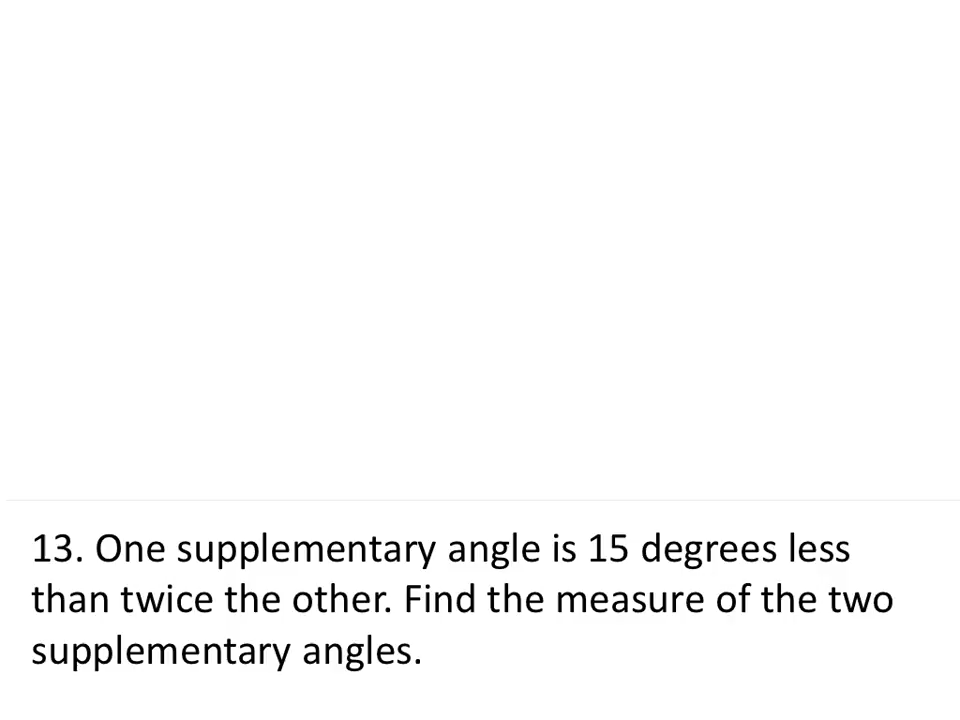 13. One supplementary angle is 15 degrees less
than twice the other. Find the measure of the two
supplementary angles.